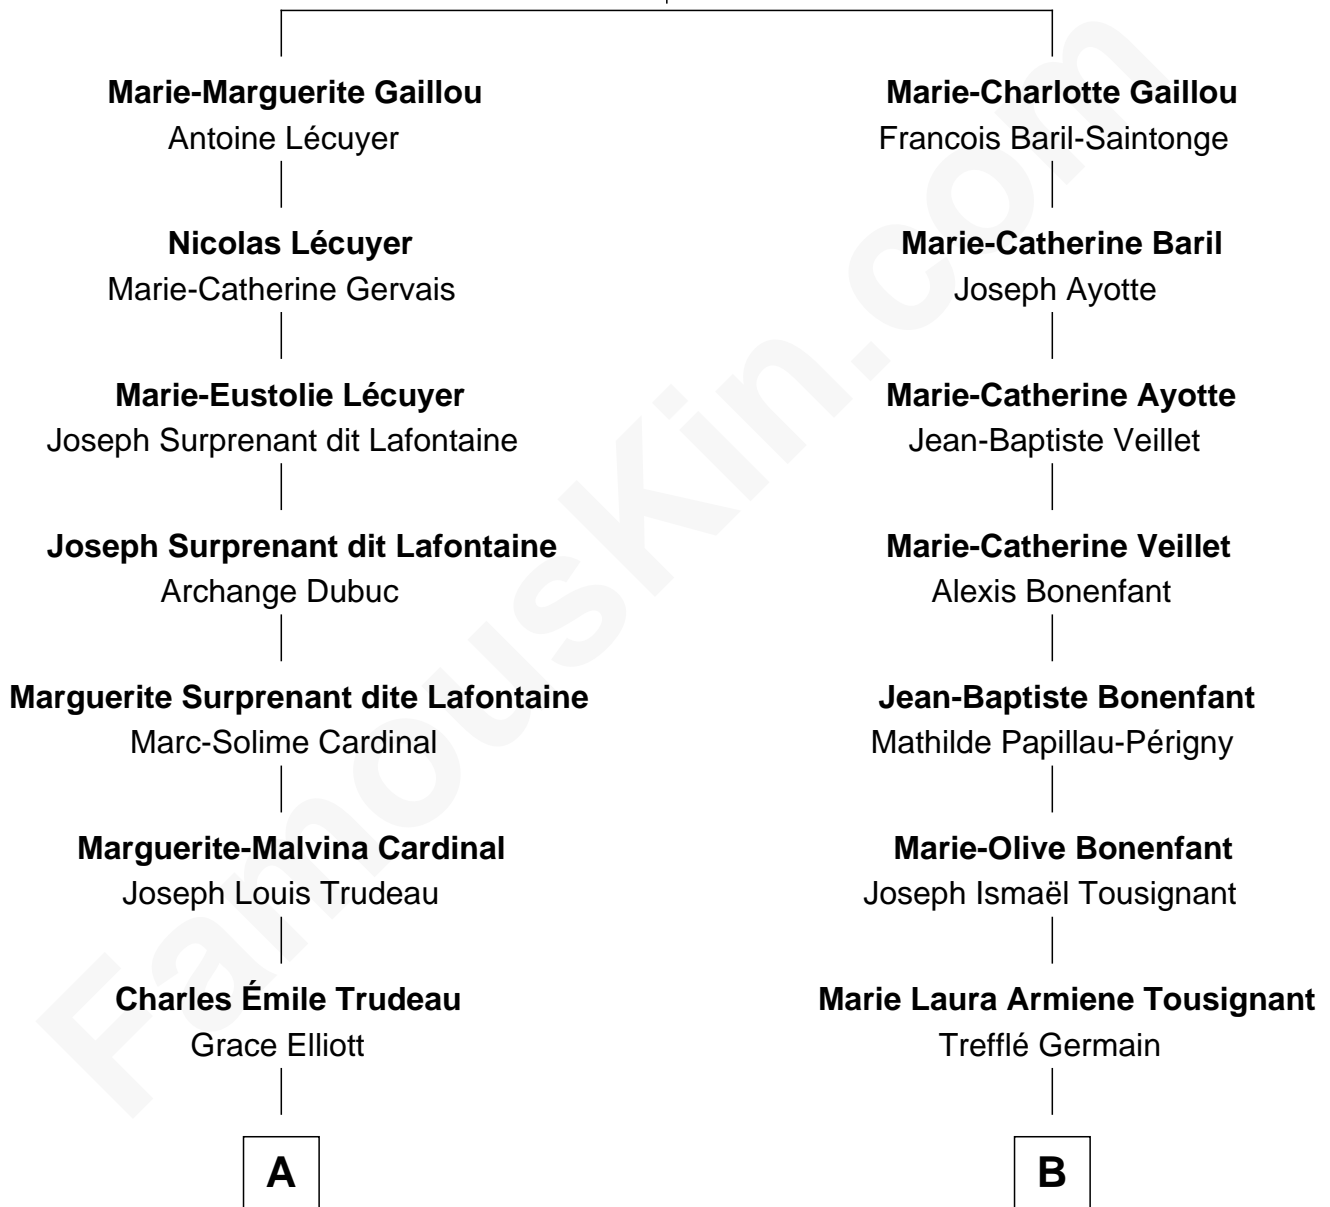 Marie-Marguerite Gaillou
Antoine Lécuyer
Nicolas Lécuyer
Marie-Catherine Gervais
Marie-Eustolie Lécuyer
Joseph Surprenant dit Lafontaine
Joseph Surprenant dit Lafontaine
Archange Dubuc
Marguerite Surprenant dite Lafontaine
Marc-Solime Cardinal
Marguerite-Malvina Cardinal
Joseph Louis Trudeau
Charles Émile Trudeau
Grace Elliott
A
Marie-Charlotte Gaillou
Francois Baril-Saintonge
Marie-Catherine Baril
Joseph Ayotte
Marie-Catherine Ayotte
Jean-Baptiste Veillet
Marie-Catherine Veillet
Alexis Bonenfant
Jean-Baptiste Bonenfant
Mathilde Papillau-Périgny
Marie-Olive Bonenfant
Joseph Ismaël Tousignant
Marie Laura Armiene Tousignant
Trefflé Germain
B
FamousKin.com